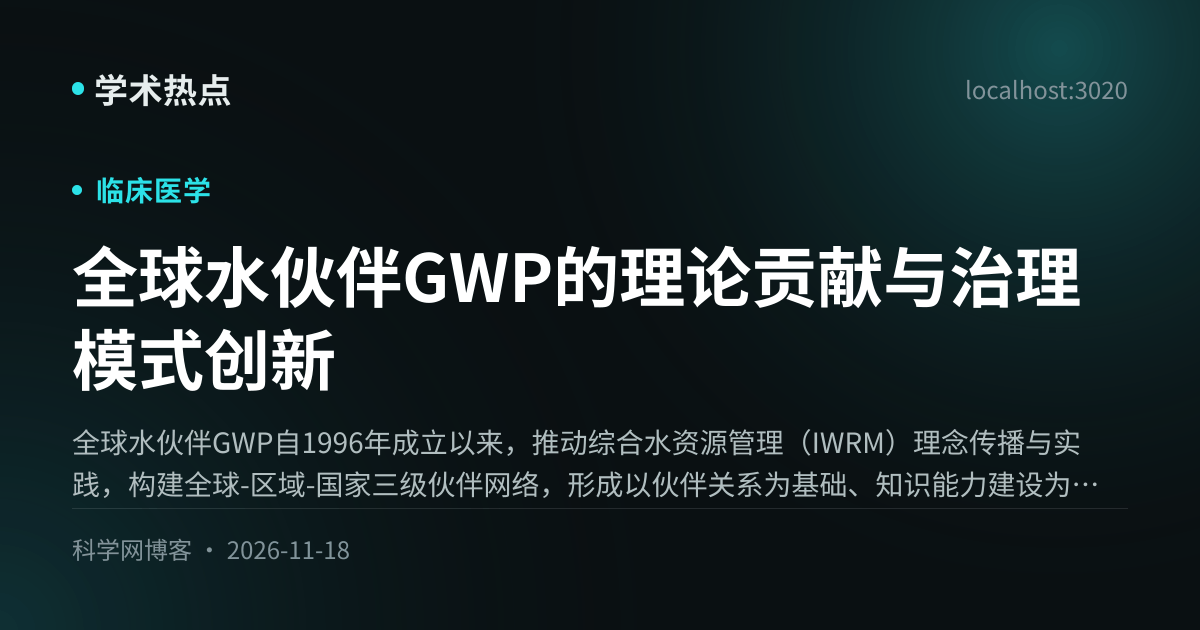 学术热点
localhost:3020
临床医学
全球水伙伴GWP的理论贡献与治理
模式创新
全球水伙伴GWP自1996年成立以来，推动综合水资源管理（IWRM）理念传播与实
践，构建全球-区域-国家三级伙伴网络，形成以伙伴关系为基础、知识能力建设为…
科学网博客 • 2026-11-18